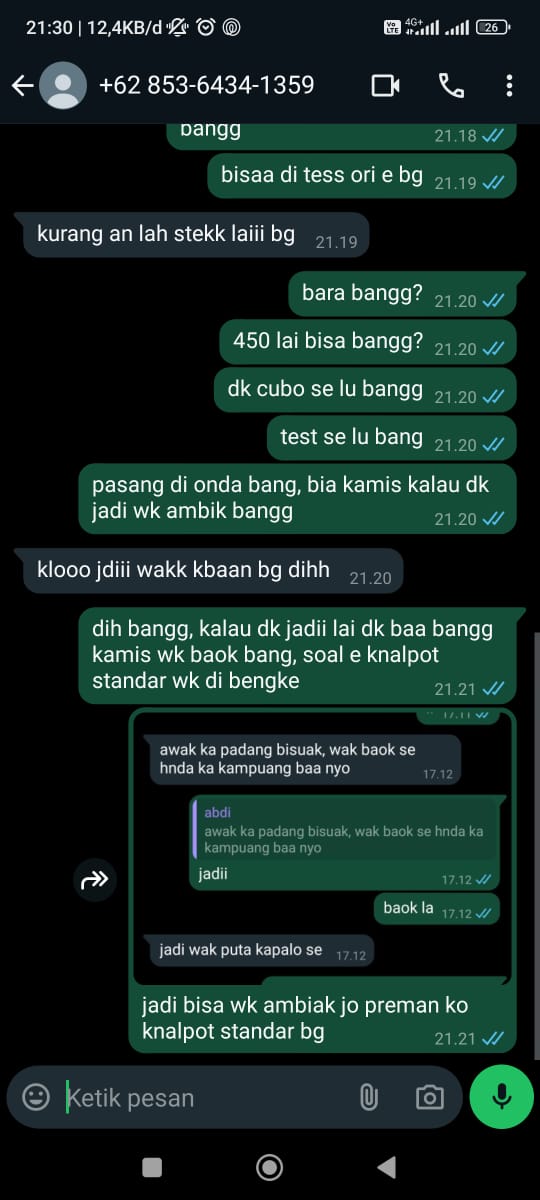 21:30 | 12,4KB/d
Vo LTE 4G+ 26
+62 853-6434-1359
bangg 21.18
bisaa di tess ori e bg 21.19
kurang an lah stekk laiii bg 21.19
bara bangg? 21.20
450 lai bisa bangg? 21.20
dk cubo se lu bangg 21.20
test se lu bang 21.20
pasang di onda bang, bia kamis kalau dk
jadi wk ambik bangg 21.20
klooo jdiii wakk kbaan bg dihh 21.20
dih bangg, kalau dk jadii lai dk baa bangg
kamis wk baok bang, soal e knalpot
standar wk di bengke 21.21
17.11
awak ka padang bisuak, wak baok se
hnda ka kampuang baa nyo 17.12
abdi
awak ka padang bisuak, wak baok se hnda ka
kampuang baa nyo
jadii 17.12
baok la 17.12
jadi wak puta kapalo se 17.12
jadi bisa wk ambiak jo preman ko
knalpot standar bg 21.21
Ketik pesan